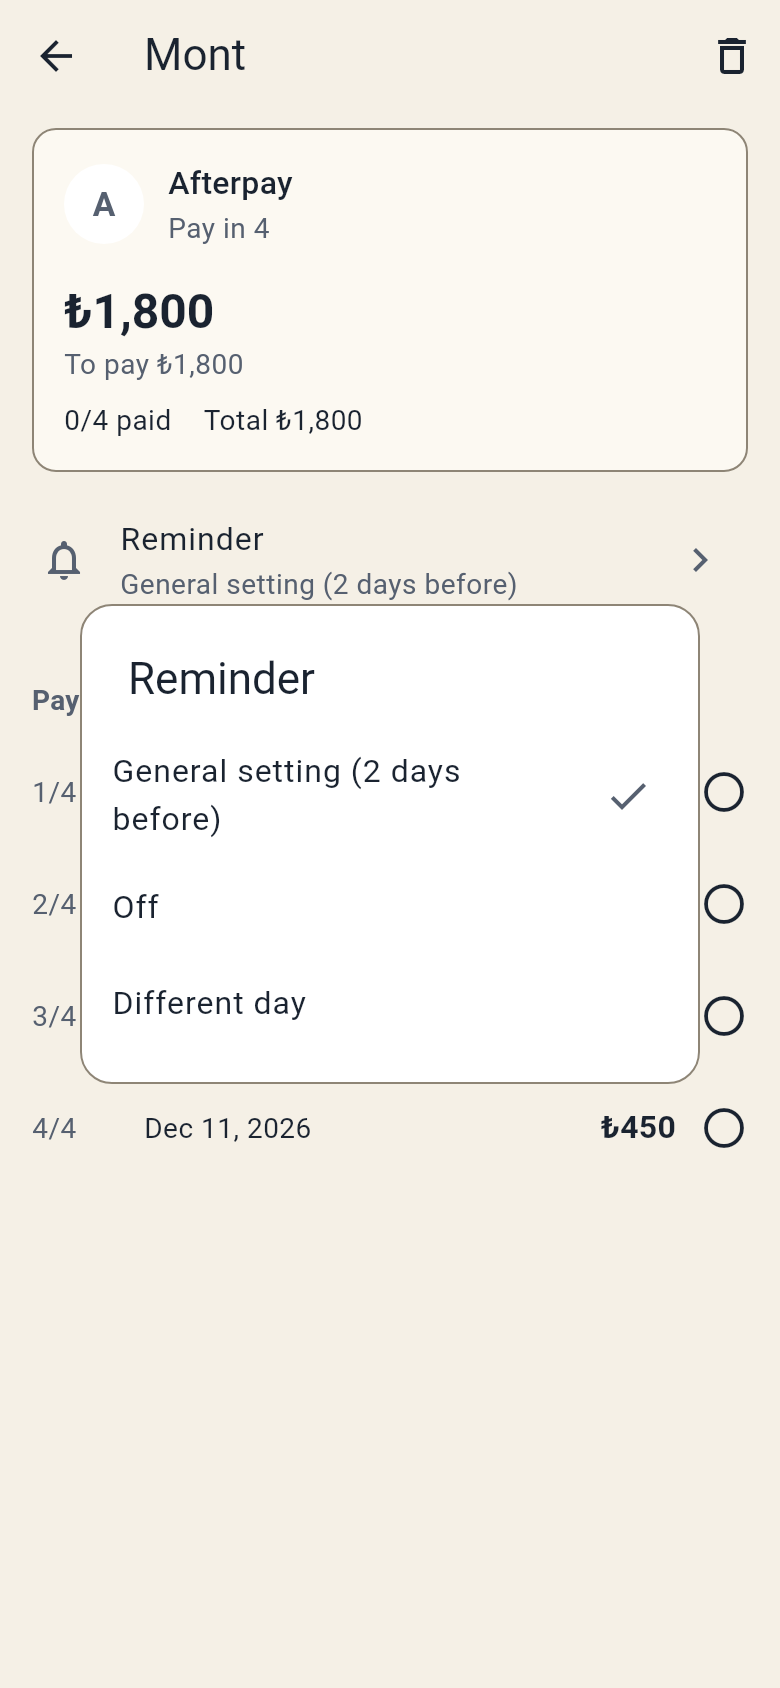 Mont
A
Afterpay
Pay in 4
₺1,800
To pay ₺1,800
0/4 paid Total ₺1,800
Reminder
General setting (2 days before)
Reminder
Pay
General setting (2 days
before)
1/4
Off
2/4
Different day
3/4
4/4 Dec 11, 2026 ₺450